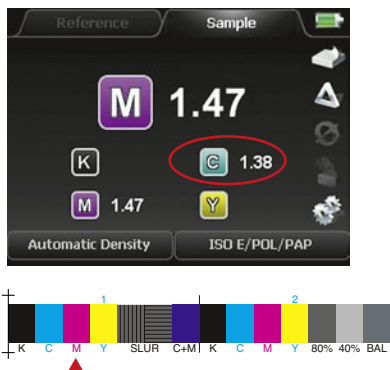 Reference Sample
M 1.47
K C 1.38
M 1.47 Y
Automatic Density ISO E/POL/PAP
1 2
K C M Y SLUR C+M K C M Y 80% 40% BAL